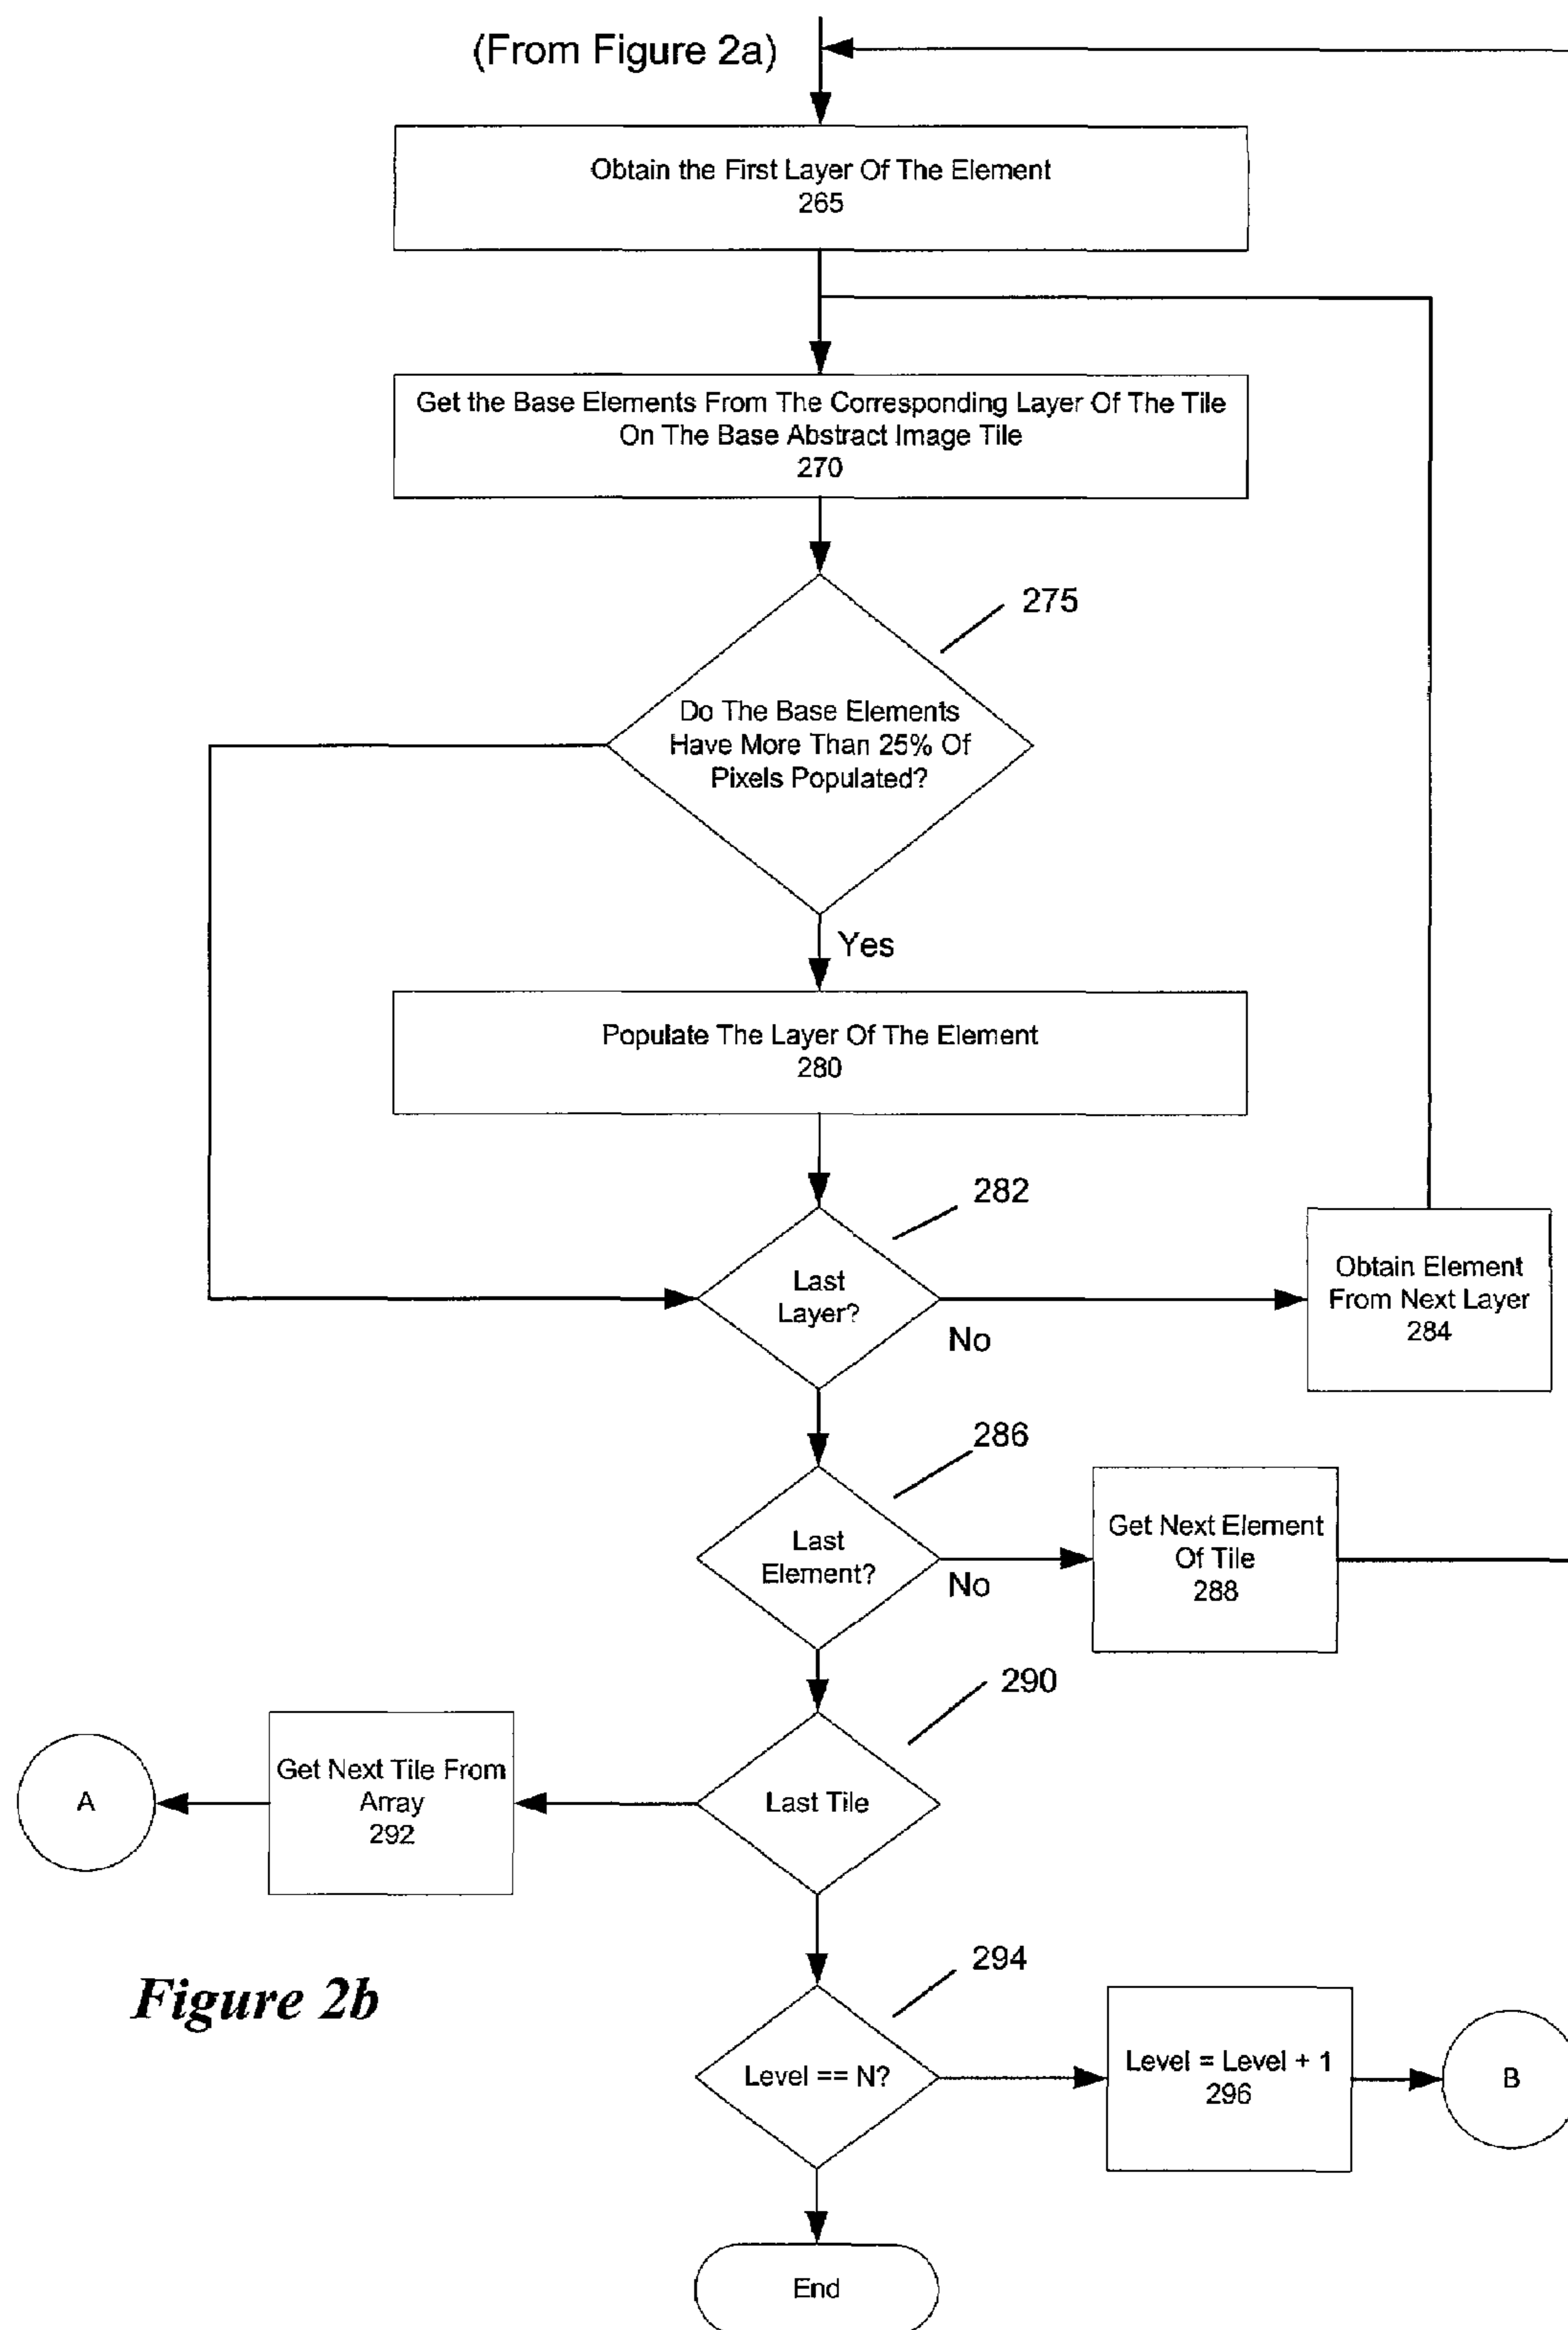 (From Figure 2a)
Obtain the First Layer Of The Element
265
Get the Base Elements From The Corresponding Layer Of The Tile
On The Base Abstract Image Tile
270
275
Do The Base Elements
Have More Than 25% Of
Pixels Populated?
Yes
Populate The Layer Of The Element
280
282
Last
Layer?
No
Obtain Element
From Next Layer
284
286
Last
Element?
No
Get Next Element
Of Tile
288
290
Last Tile
Get Next Tile From
Array
292
A
294
Level == N?
Level = Level + 1
296
B
Figure 2b
End